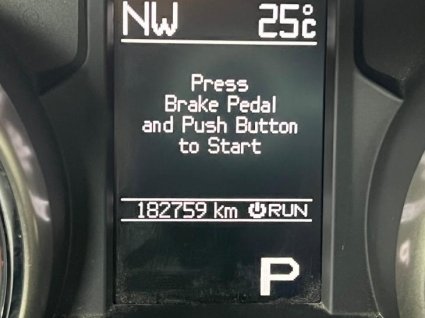 NW 25°C
Press
Brake Pedal
and Push Button
to Start
182759 km ⏻RUN
P